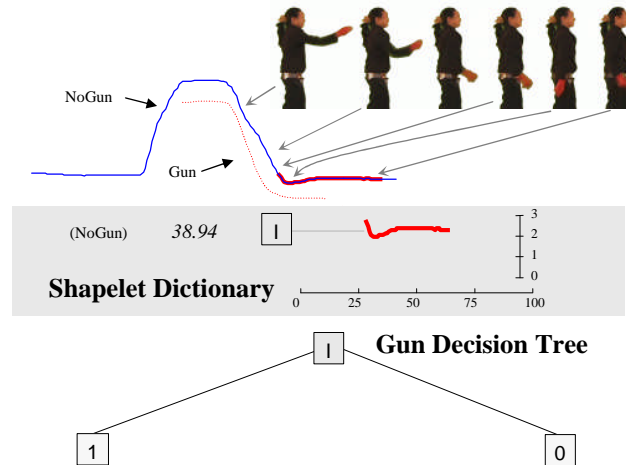 NoGun
Gun
(NoGun) 38.94 I
3
2
1
0
Shapelet Dictionary
0 25 50 75 100
Gun Decision Tree
I
1 0